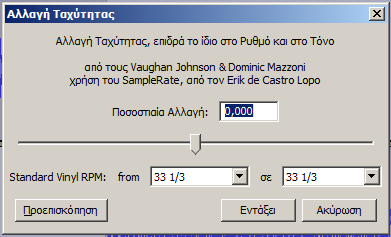 Αλλαγή Ταχύτητας
Αλλαγή Ταχύτητας, επιδρά το ίδιο στο Ρυθμό και στο Τόνο
από τους Vaughan Johnson & Dominic Mazzoni
χρήση του SampleRate, από τον Erik de Castro Lopo
Ποσοστιαία Αλλαγή: 0,000
Standard Vinyl RPM: from 33 1/3 σε 33 1/3
Προεπισκόπηση Εντάξει Ακύρωση